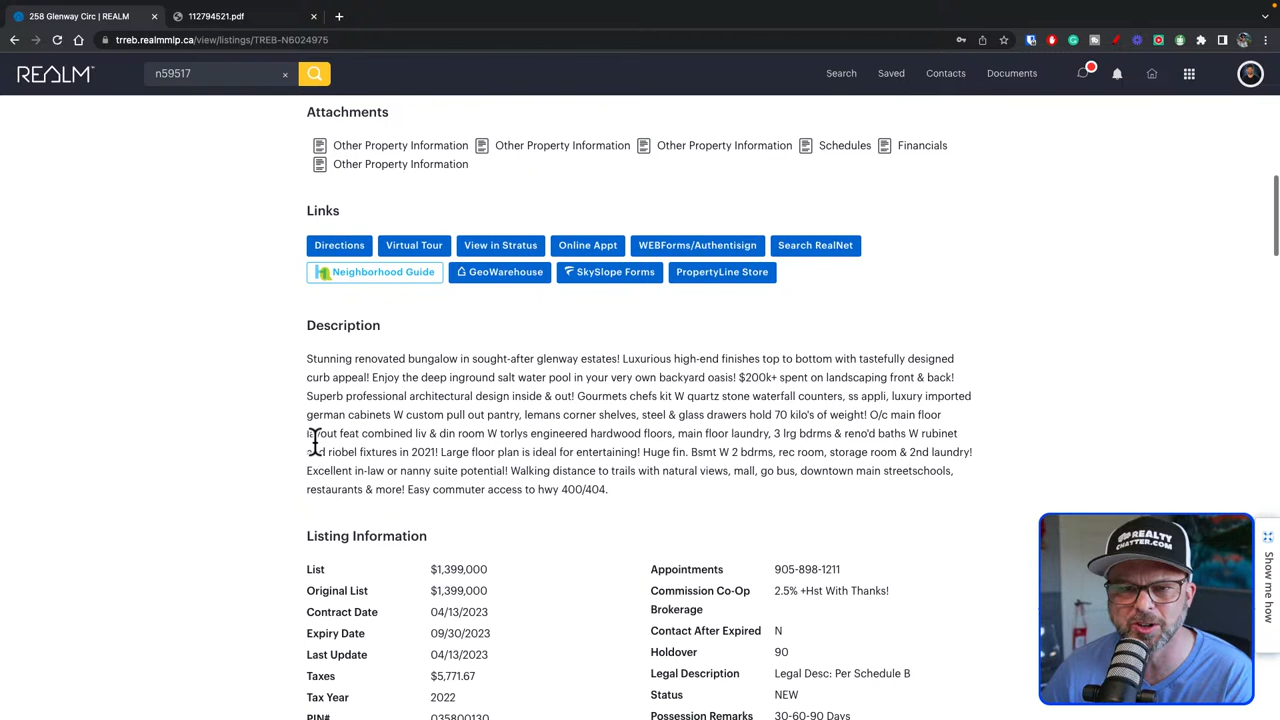 258 Glenway Circ | REALM
112794521.pdf
trreb.realmmlp.ca/view/listings/TREB-N6024975
REALM
n59517
Search
Saved
Contacts
Documents
Attachments
Other Property Information
Other Property Information
Other Property Information
Schedules
Financials
Other Property Information
Links
Directions
Virtual Tour
View in Stratus
Online Appt
WEBForms/Authentisign
Search RealNet
Neighborhood Guide
GeoWarehouse
SkySlope Forms
PropertyLine Store
Description
Stunning renovated bungalow in sought-after glenway estates! Luxurious high-end finishes top to bottom with tastefully designed
curb appeal! Enjoy the deep inground salt water pool in your very own backyard oasis! $200k+ spent on landscaping front & back!
Superb professional architectural design inside & out! Gourmets chefs kit W quartz stone waterfall counters, ss appli, luxury imported
german cabinets W custom pull out pantry, lemans corner shelves, steel & glass drawers hold 70 kilo's of weight! O/c main floor
layout feat combined liv & din room W torlys engineered hardwood floors, main floor laundry, 3 lrg bdrms & reno'd baths W rubinet
and riobel fixtures in 2021! Large floor plan is ideal for entertaining! Huge fin. Bsmt W 2 bdrms, rec room, storage room & 2nd laundry!
Excellent in-law or nanny suite potential! Walking distance to trails with natural views, mall, go bus, downtown main streetschools,
restaurants & more! Easy commuter access to hwy 400/404.
Listing Information
List $1,399,000
Original List $1,399,000
Contract Date 04/13/2023
Expiry Date 09/30/2023
Last Update 04/13/2023
Taxes $5,771.67
Tax Year 2022
PIN# 035800130
Appointments 905-898-1211
Commission Co-Op 2.5% +Hst With Thanks!
Brokerage
Contact After Expired N
Holdover 90
Legal Description Legal Desc: Per Schedule B
Status NEW
Possession Remarks 30-60-90 Days
Show me how
REALTY
CHATTER
.COM